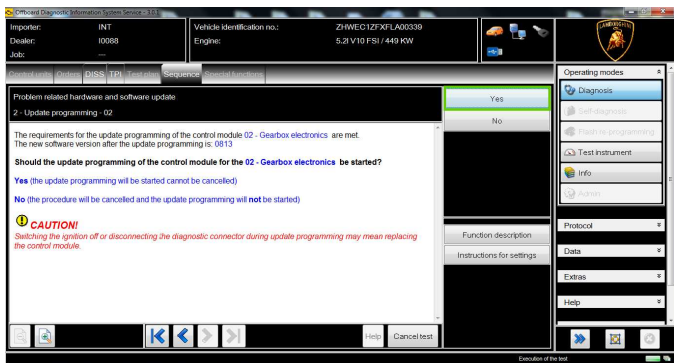 Offboard Diagnostic Information System Service - 3.0.1
Importer: INT
Dealer: I0088
Job: ---
Vehicle identification no.: ZHWEC1ZFXFLA00339
Engine: 5.2l V10 FSI / 449 KW
LAMBORGHINI
Control units Orders DISS TPI Test plan Sequence Special functions
Operating modes
Problem related hardware and software update
2 - Update programming - 02
Yes
No
Diagnosis
Self-diagnosis
Flash re-programming
Test instrument
Info
Admin
The requirements for the update programming of the control module 02 - Gearbox electronics are met.
The new software version after the update programming is: 0813
Should the update programming of the control module for the 02 - Gearbox electronics be started?
Yes (the update programming will be started cannot be cancelled)
No (the procedure will be cancelled and the update programming will not be started)
CAUTION!
Switching the ignition off or disconnecting the diagnostic connector during update programming may mean replacing
the control module.
Function description
Instructions for settings
Protocol
Data
Extras
Help
Help
Cancel test
Execution of the test